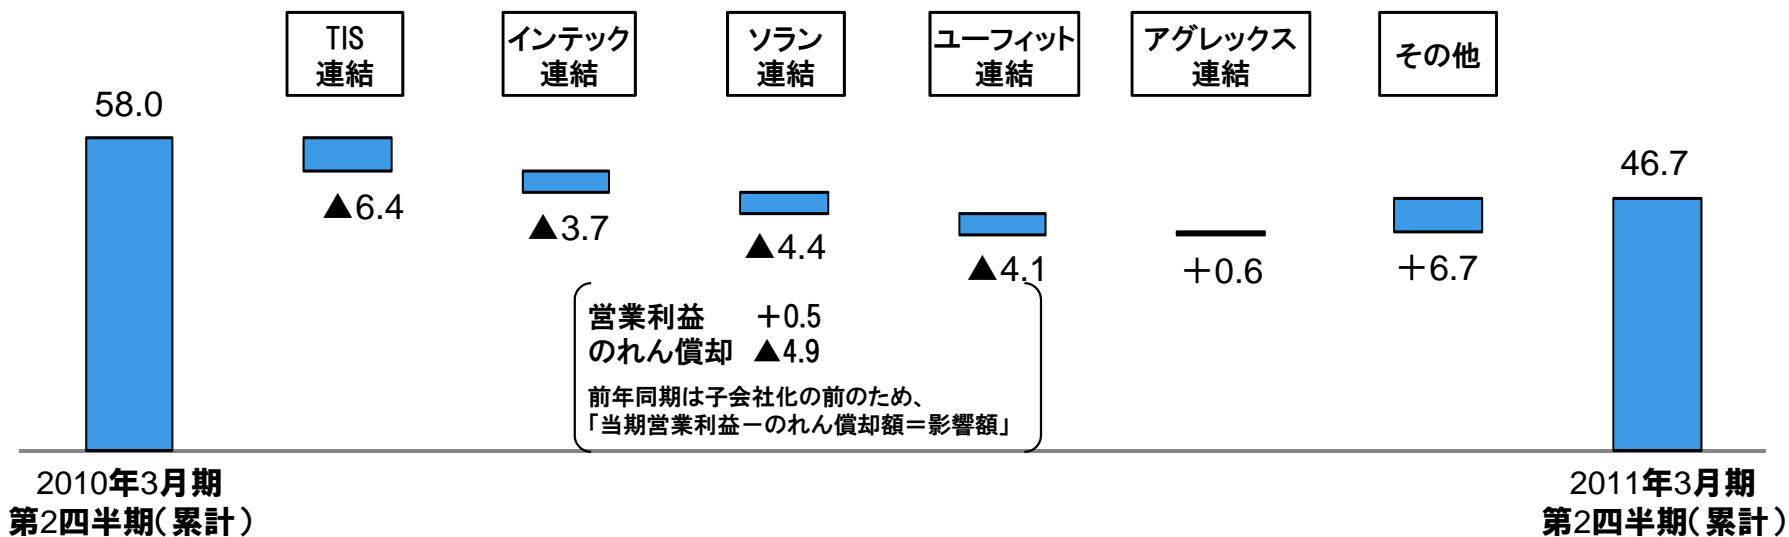 TIS
連結
インテック
連結
ソラン
連結
ユーフィット
連結
アグレックス
連結
その他
58.0
▲6.4
▲3.7
▲4.4
▲4.1
＋0.6
＋6.7
46.7
営業利益　＋0.5
のれん償却 ▲4.9
前年同期は子会社化の前のため、
「当期営業利益－のれん償却額＝影響額」
2010年3月期
第2四半期(累計)
2011年3月期
第2四半期(累計)